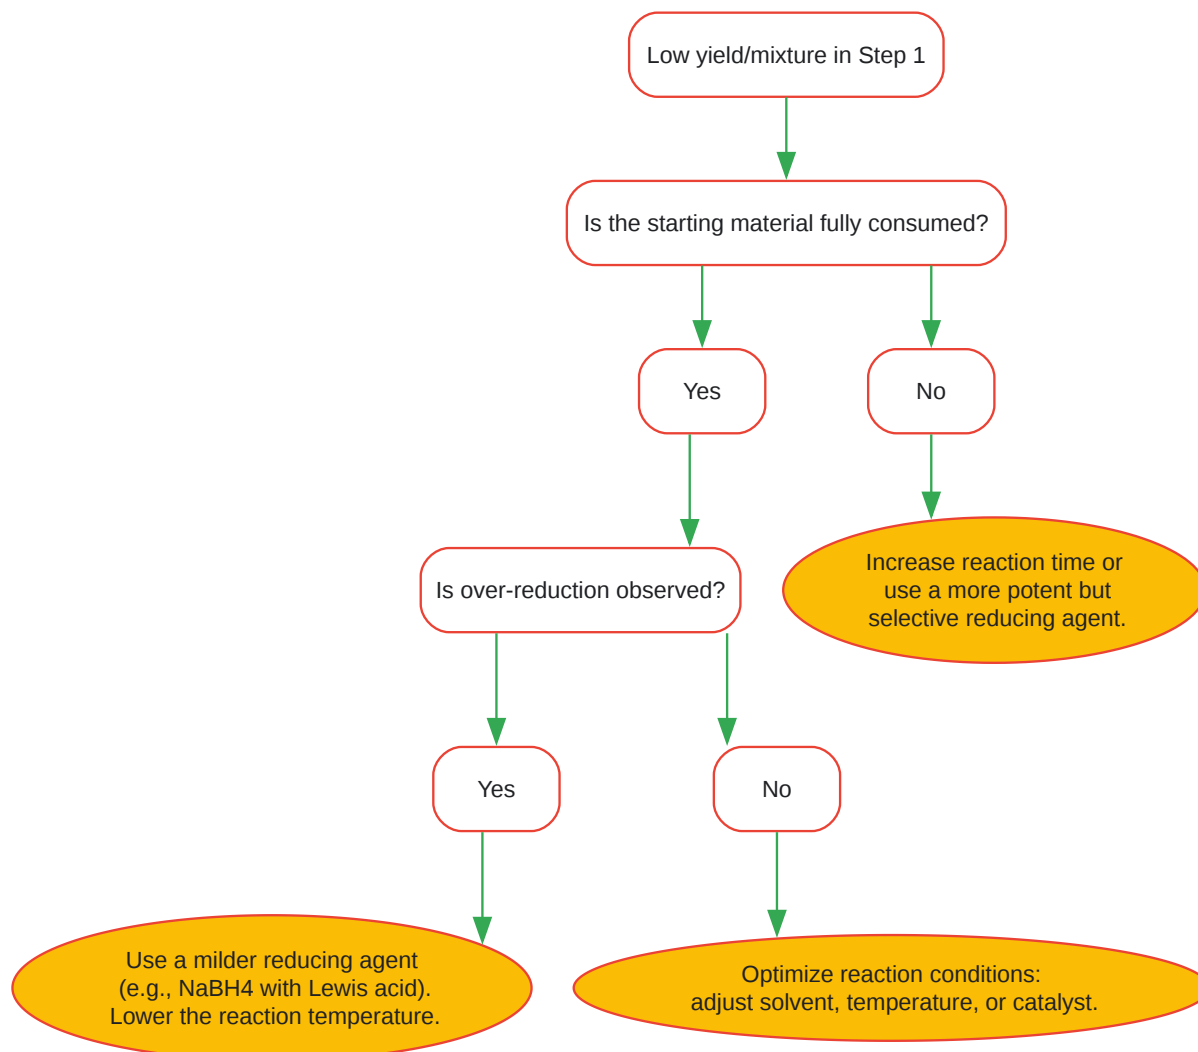 Low yield/mixture in Step 1
Is the starting material fully consumed?
Yes
No
Is over-reduction observed?
Increase reaction time or
use a more potent but
selective reducing agent.
Yes
No
Use a milder reducing agent
(e.g., NaBH4 with Lewis acid).
Lower the reaction temperature.
Optimize reaction conditions:
adjust solvent, temperature, or catalyst.